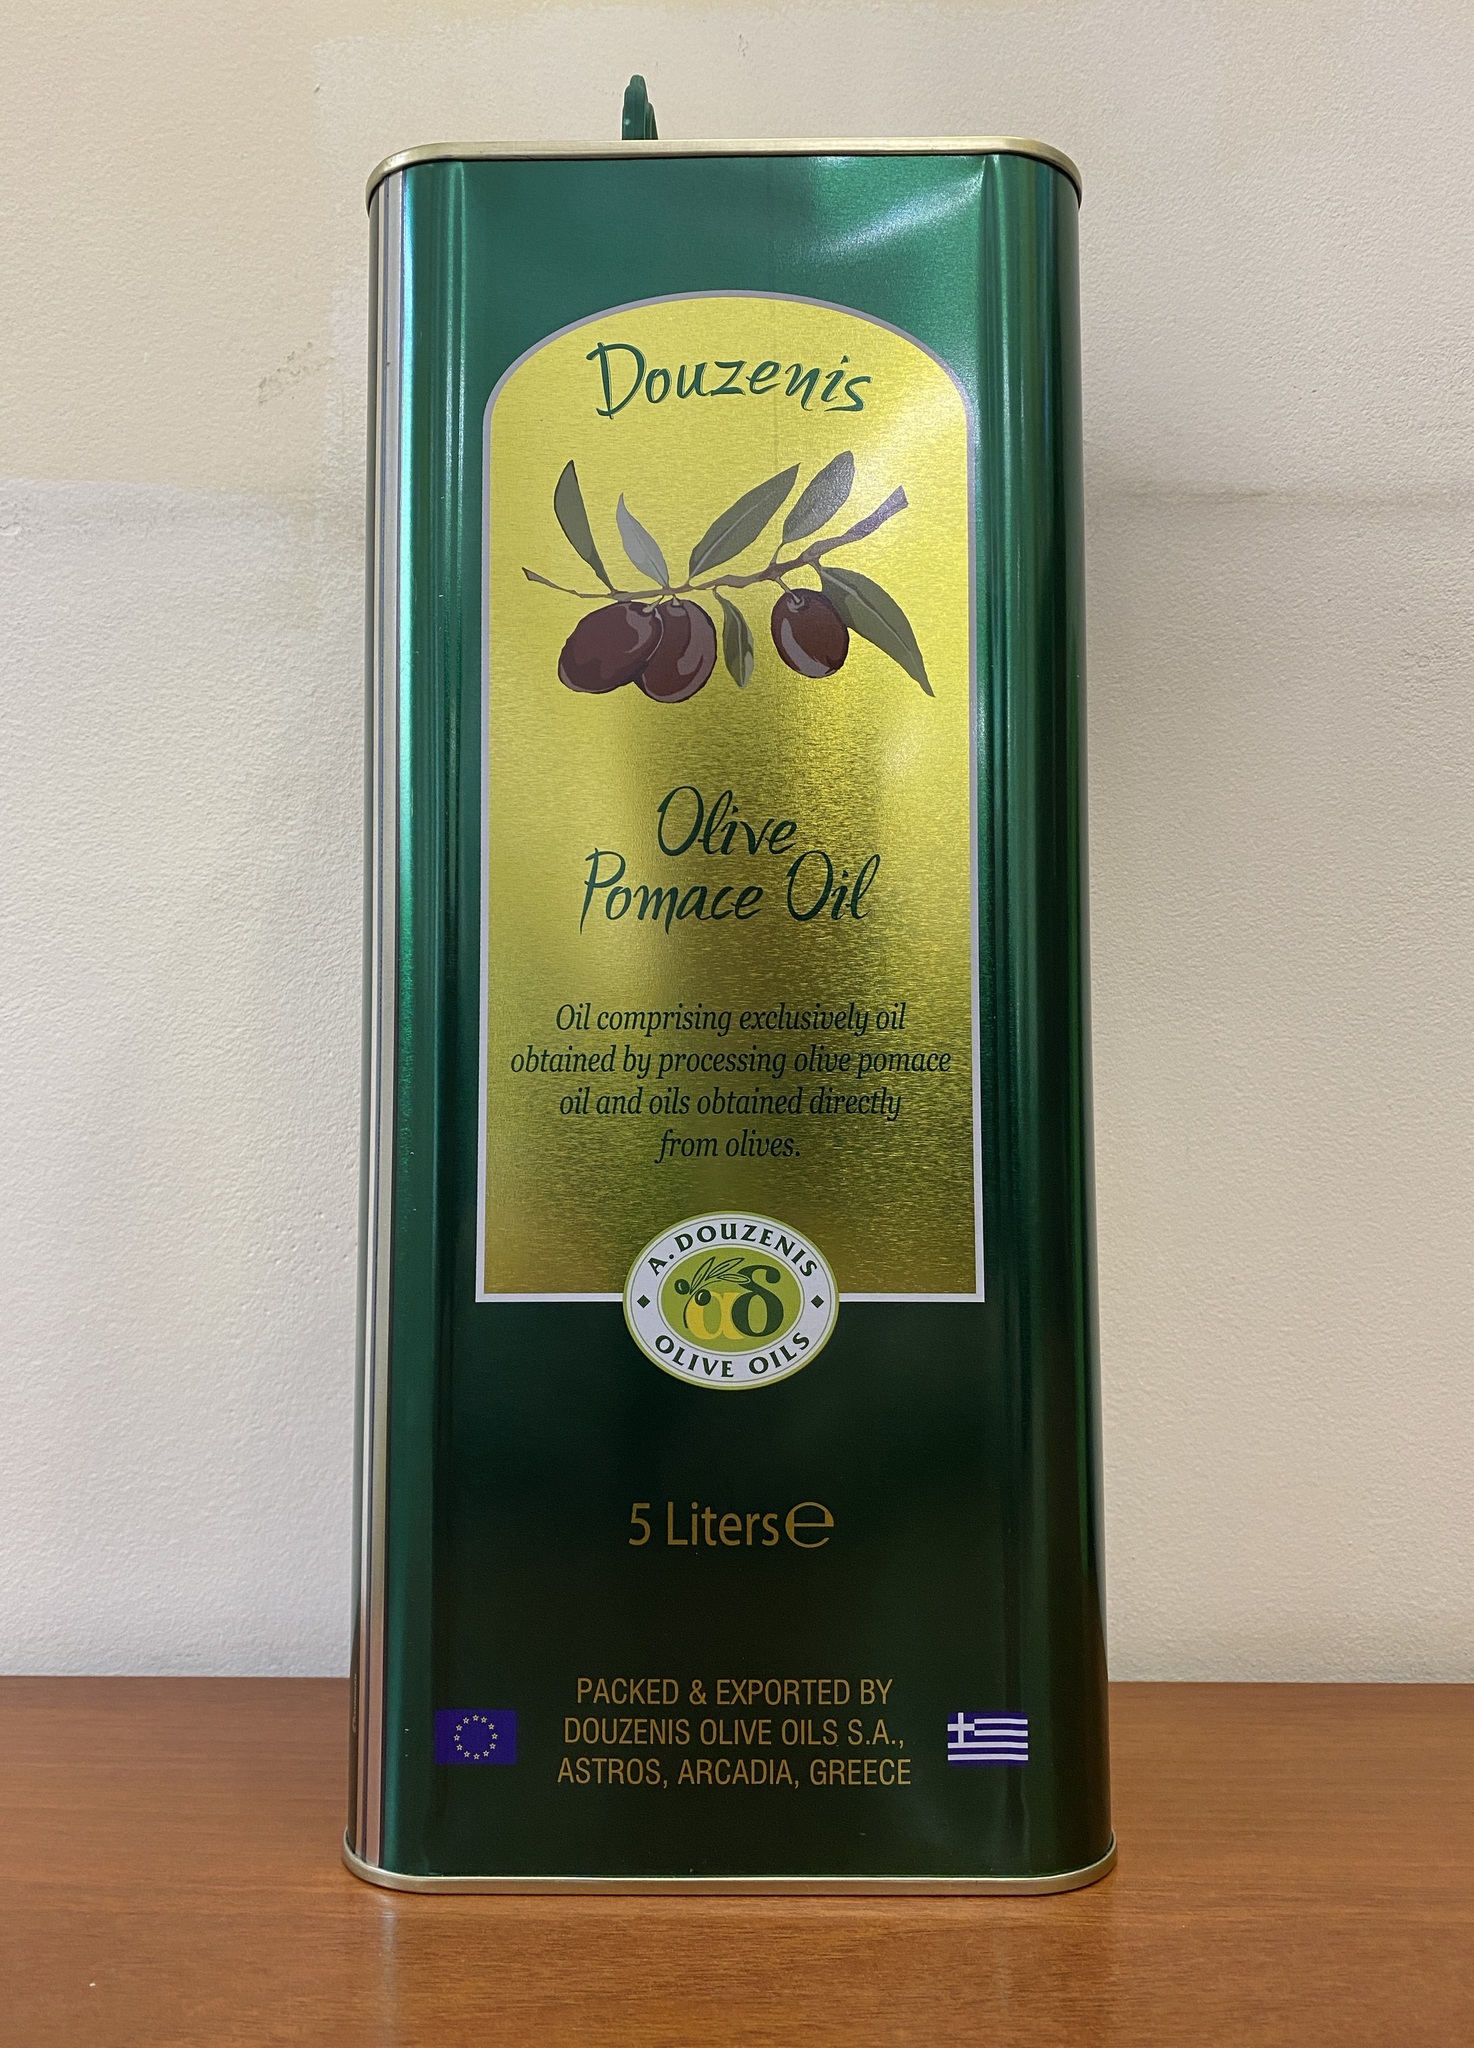 Douzenis
Olive
Pomace Oil
Oil comprising exclusively oil
obtained by processing olive pomace
oil and oils obtained directly
from olives.
A. DOUZENIS
αδ
OLIVE OILS
5 Liters ℮
PACKED & EXPORTED BY
DOUZENIS OLIVE OILS S.A.,
ASTROS, ARCADIA, GREECE